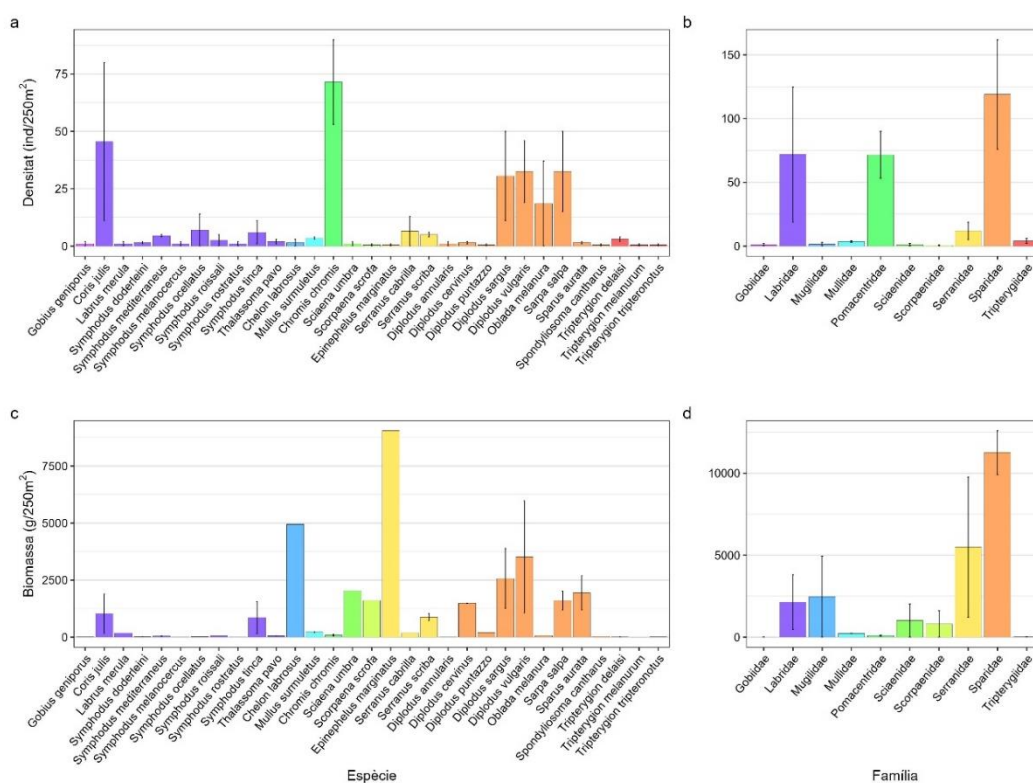 a
b
Densitat (ind/250m²)
75
50
25
0
150
100
50
0
Gobius geniporus
Coris julis
Labrus merula
Symphodus doderleini
Symphodus mediterraneus
Symphodus melanocercus
Symphodus ocellatus
Symphodus roissali
Symphodus rostratus
Symphodus tinca
Thalassoma pavo
Chelon labrosus
Mullus surmuletus
Chromis chromis
Sciaena umbra
Scorpaena scrofa
Epinephelus marginatus
Serranus cabrilla
Serranus scriba
Diplodus annularis
Diplodus cervinus
Diplodus puntazzo
Diplodus sargus
Diplodus vulgaris
Oblada melanura
Sarpa salpa
Sparus aurata
Spondyliosoma cantharus
Tripterygion delaisi
Tripterygion melanurum
Tripterygion tripteronotus
Gobiidae
Labridae
Mugilidae
Mullidae
Pomacentridae
Sciaenidae
Scorpaenidae
Serranidae
Sparidae
Tripterygiidae
c
d
Biomassa (g/250m²)
7500
5000
2500
0
10000
5000
0
Gobius geniporus
Coris julis
Labrus merula
Symphodus doderleini
Symphodus mediterraneus
Symphodus melanocercus
Symphodus ocellatus
Symphodus roissali
Symphodus rostratus
Symphodus tinca
Thalassoma pavo
Chelon labrosus
Mullus surmuletus
Chromis chromis
Sciaena umbra
Scorpaena scrofa
Epinephelus marginatus
Serranus cabrilla
Serranus scriba
Diplodus annularis
Diplodus cervinus
Diplodus puntazzo
Diplodus sargus
Diplodus vulgaris
Oblada melanura
Sarpa salpa
Sparus aurata
Spondyliosoma cantharus
Tripterygion delaisi
Tripterygion melanurum
Tripterygion tripteronotus
Gobiidae
Labridae
Mugilidae
Mullidae
Pomacentridae
Sciaenidae
Scorpaenidae
Serranidae
Sparidae
Tripterygiidae
Espècie
Família